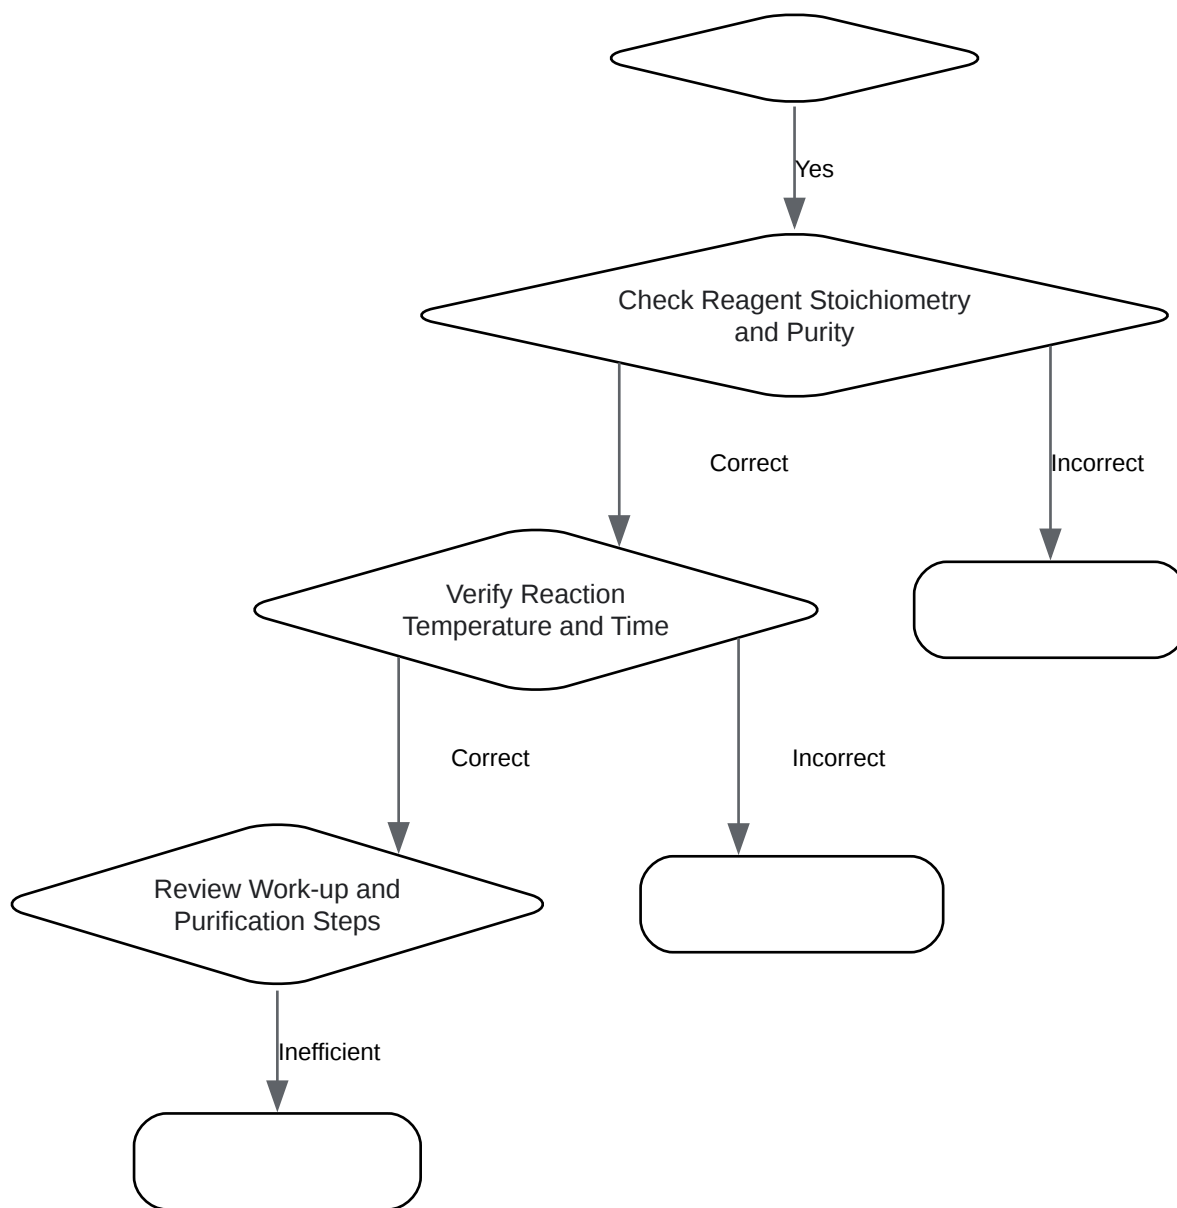 Yes
Check Reagent Stoichiometry
and Purity
Correct
Incorrect
Verify Reaction
Temperature and Time
Correct
Incorrect
Review Work-up and
Purification Steps
Inefficient